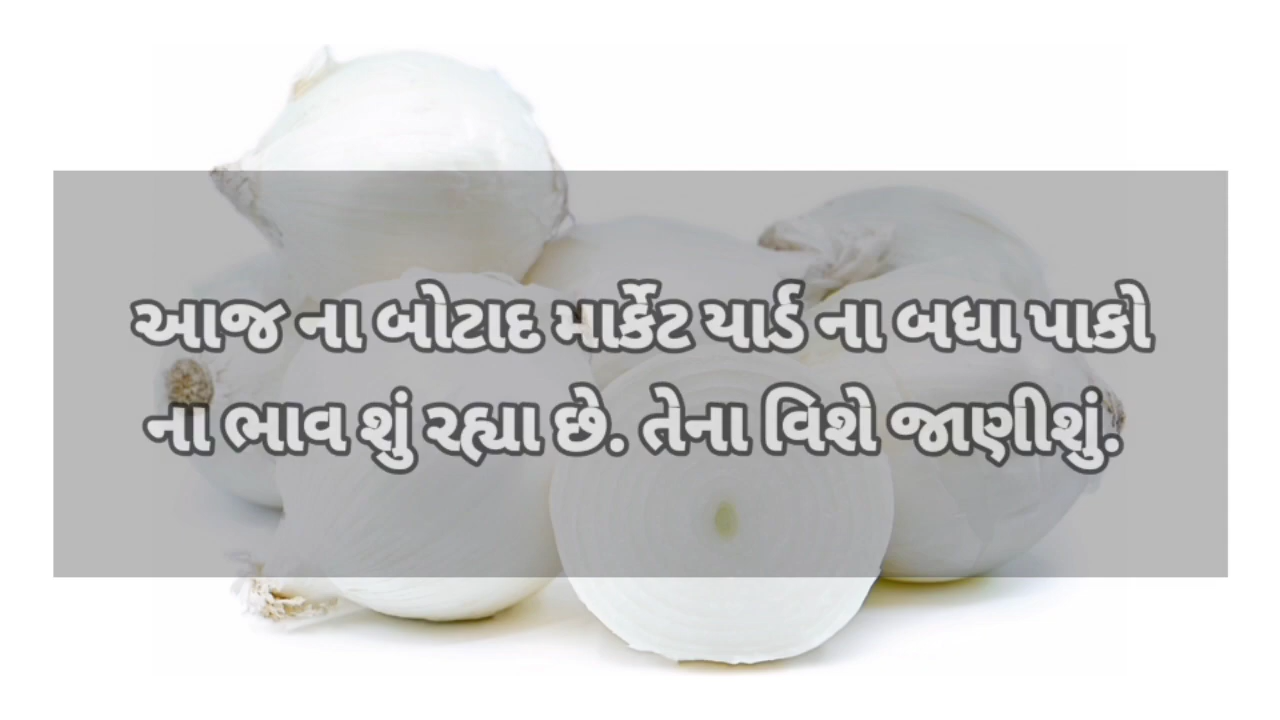 આજ ના બોટાદ માર્કેટ યાર્ડ ના બધા પાકો
ના ભાવ શું રહ્યા છે. તેના વિશે જાણીશું.